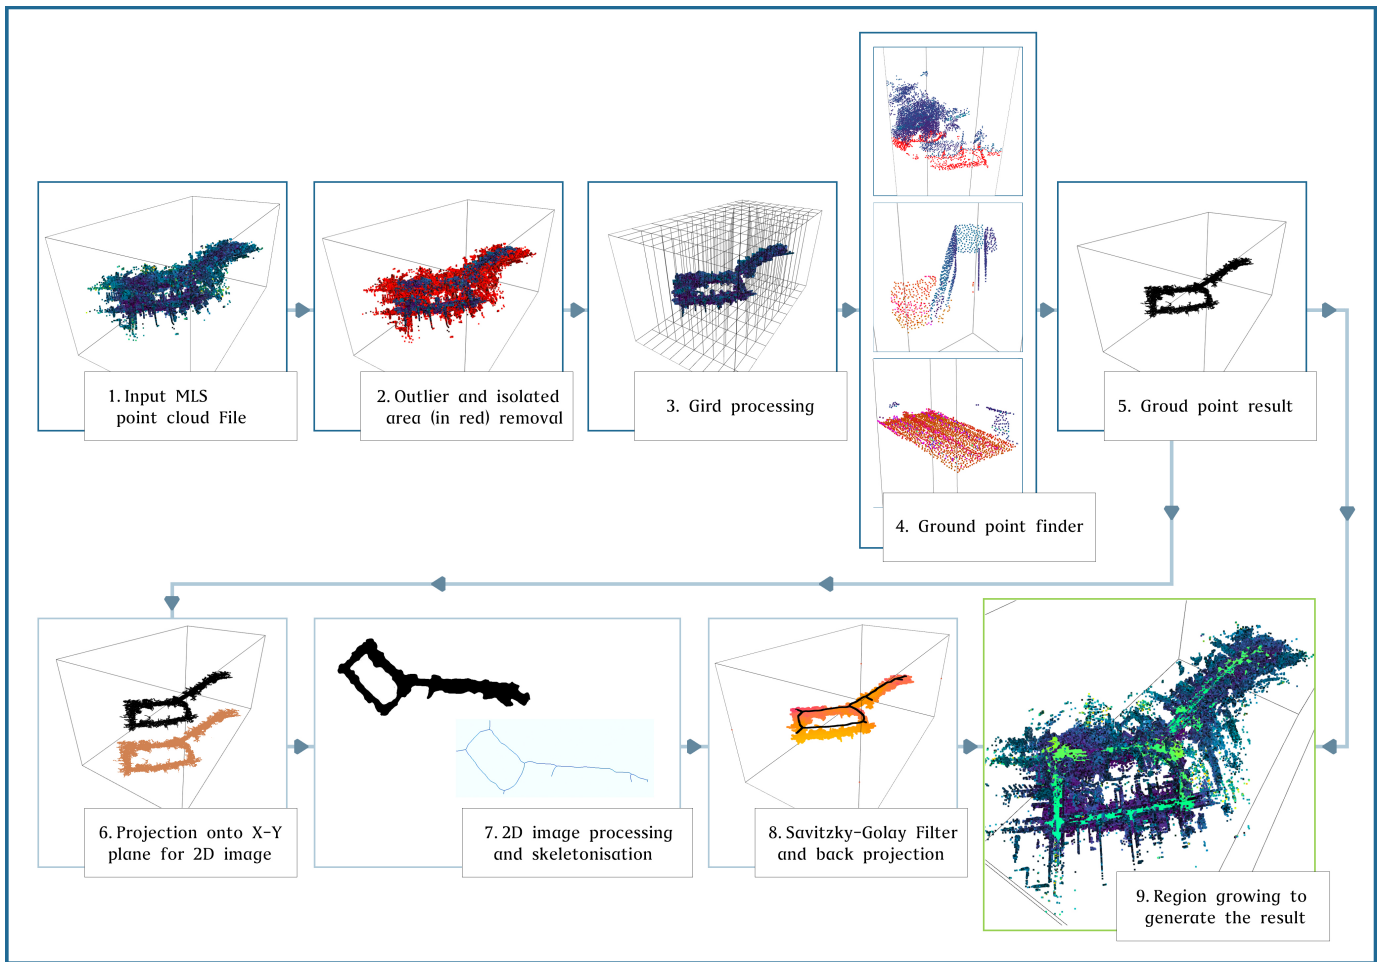 1. Input MLS
point cloud File
2. Outlier and isolated
area (in red) removal
3. Gird processing
4. Ground point finder
5. Groud point result
6. Projection onto X-Y
plane for 2D image
7. 2D image processing
and skeletonisation
8. Savitzky-Golay Filter
and back projection
9. Region growing to
generate the result